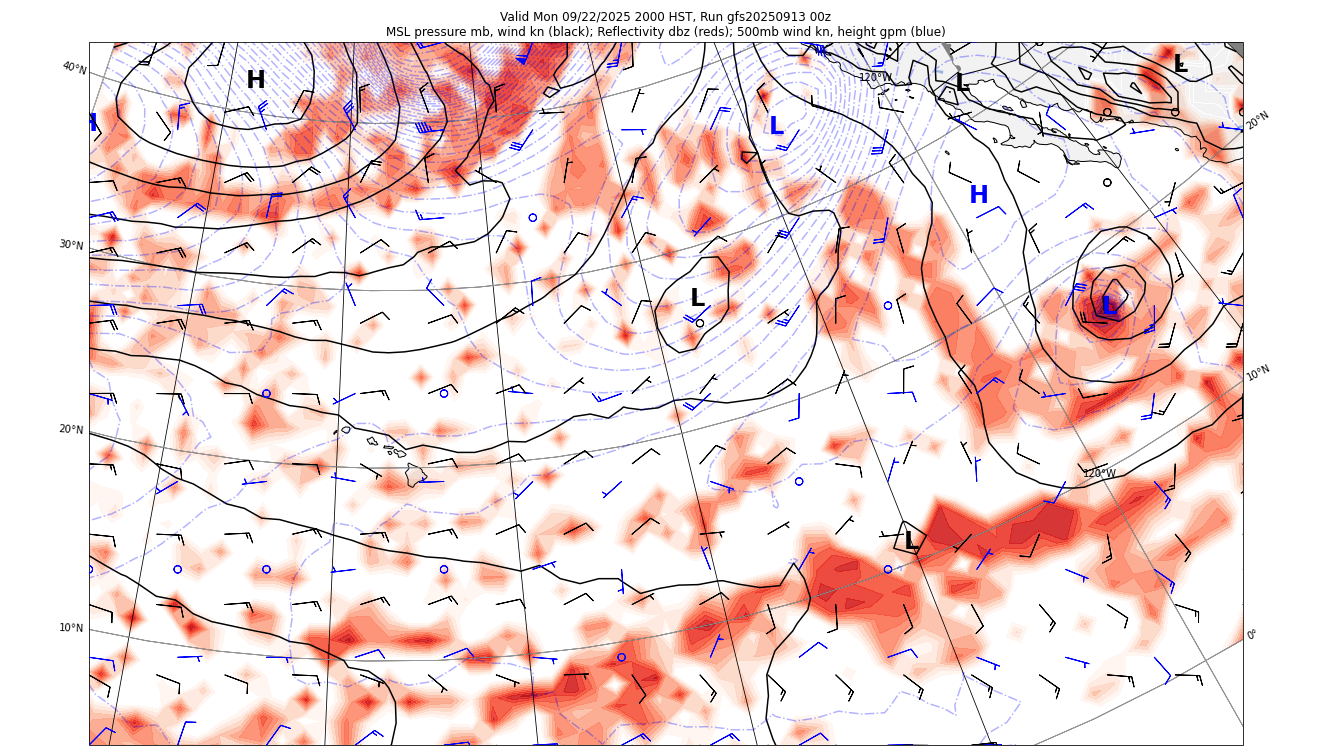 Valid Mon 09/22/2025 2000 HST, Run gfs20250913 00z
MSL pressure mb, wind kn (black); Reflectivity dbz (reds); 500mb wind kn, height gpm (blue)
40°N
H
120°W
L
L
20°N
H
L
H
30°N
L
L
10°N
20°N
120°W
L
10°N
0°